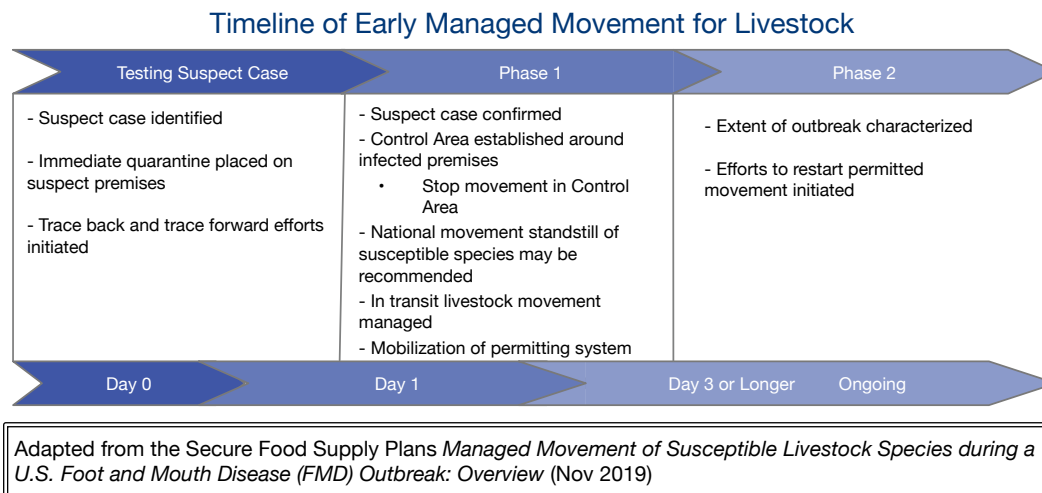 Timeline of Early Managed Movement for Livestock
Testing Suspect Case
Phase 1
Phase 2
- Suspect case identified
- Immediate quarantine placed on
suspect premises
- Trace back and trace forward efforts
initiated
- Suspect case confirmed
- Control Area established around
infected premises
• Stop movement in Control
Area
- National movement standstill of
susceptible species may be
recommended
- In transit livestock movement
managed
- Mobilization of permitting system
- Extent of outbreak characterized
- Efforts to restart permitted
movement initiated
Day 0
Day 1
Day 3 or Longer Ongoing
Adapted from the Secure Food Supply Plans Managed Movement of Susceptible Livestock Species during a
U.S. Foot and Mouth Disease (FMD) Outbreak: Overview (Nov 2019)